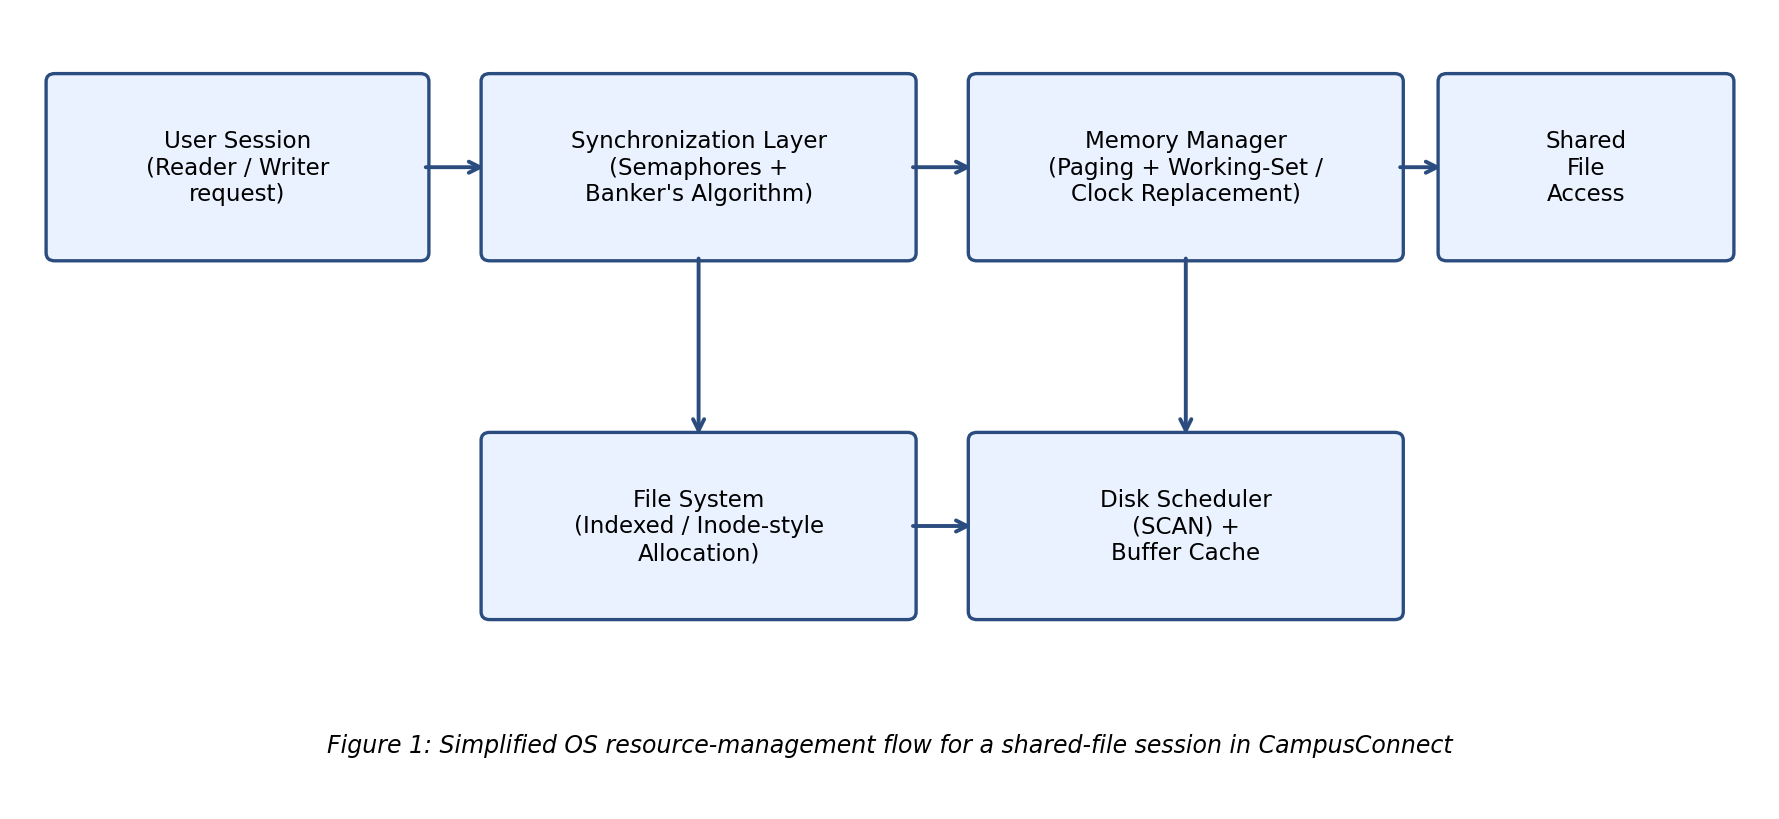 User Session
(Reader / Writer
request)
Synchronization Layer
(Semaphores +
Banker's Algorithm)
Memory Manager
(Paging + Working-Set /
Clock Replacement)
Shared
File
Access
File System
(Indexed / Inode-style
Allocation)
Disk Scheduler
(SCAN) +
Buffer Cache
Figure 1: Simplified OS resource-management flow for a shared-file session in CampusConnect